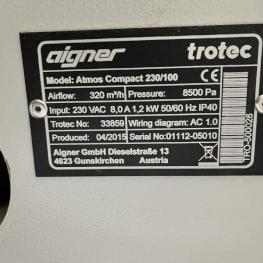 aigner trotec
Model: Atmos Compact 230/100 CE
Airflow: 320 m³/h Pressure: 8500 Pa
Input: 230 VAC 8,0 A 1,2 kW 50/60 Hz IP40
Trotec No: 33859 Wiring diagram: AC 1.0
Produced: 04/2015 Serial No:01112-05010
Aigner GmbH Dieselstraße 13
4623 Gunskirchen Austria
TRO-500026